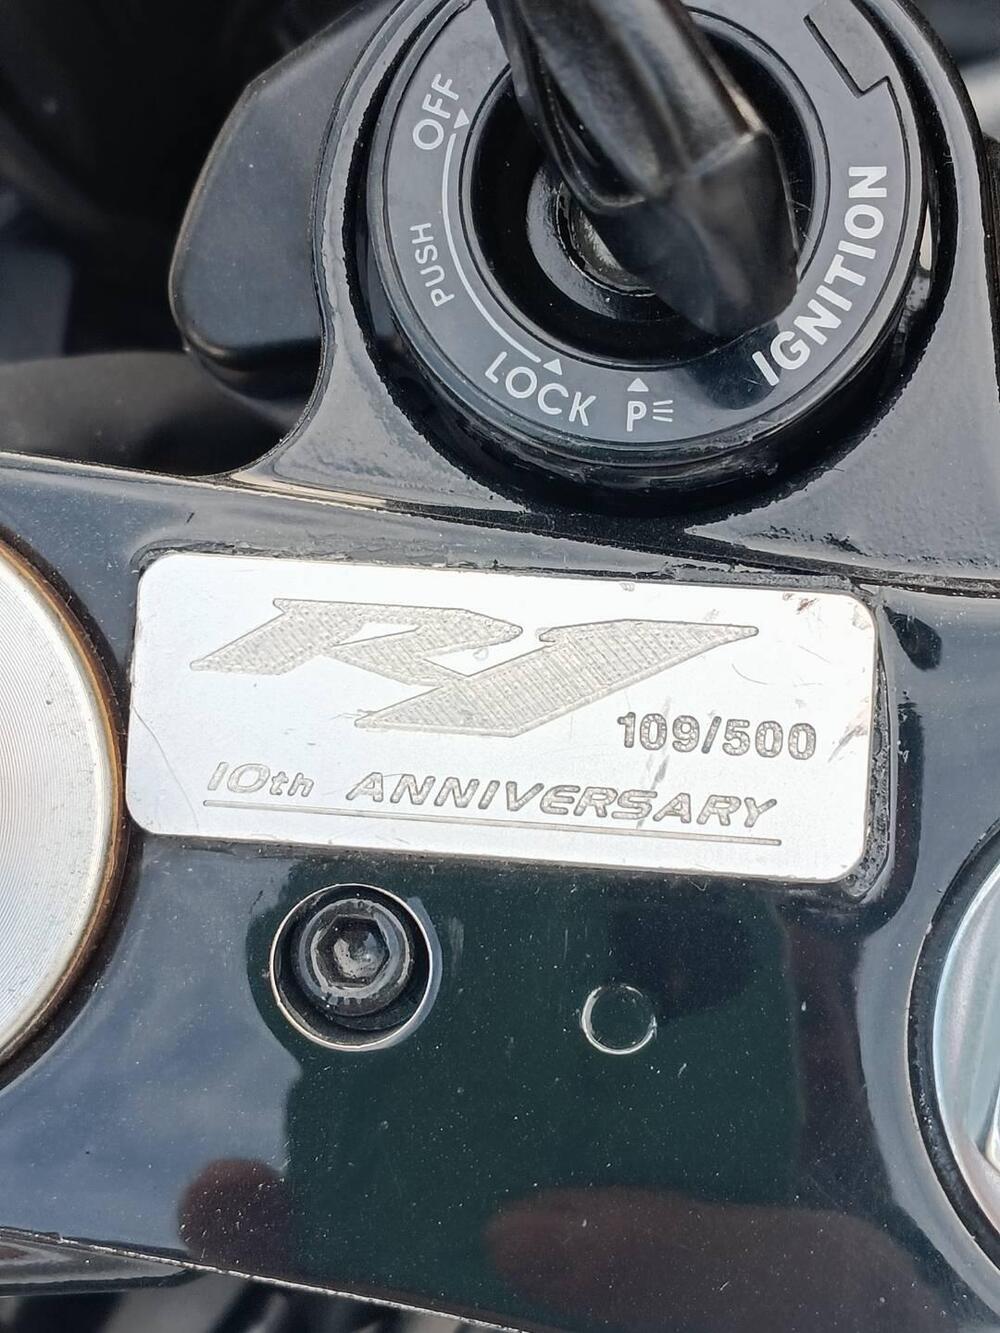 OFF
PUSH
LOCK
P
IGNITION
R1
109/500
10th ANNIVERSARY